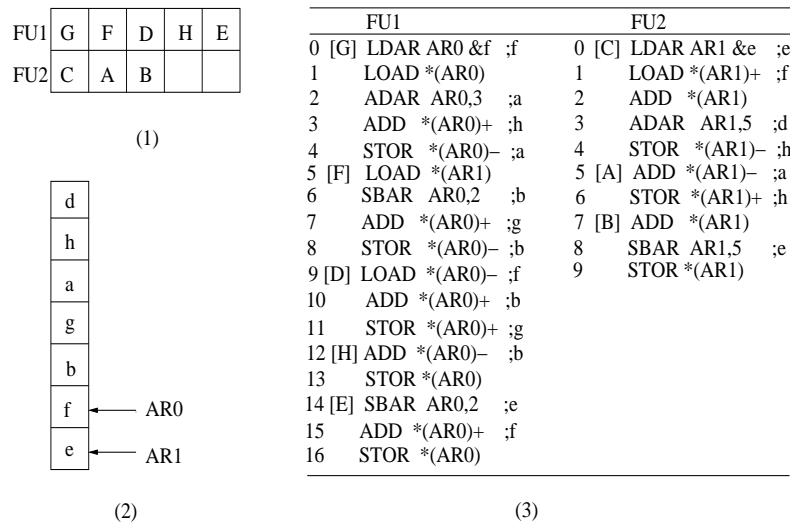 FU1 G F D H E
FU2 C A B
(1)
d
h
a
g
b
f AR0
e AR1
(2)
FU1 FU2
0 [G] LDAR AR0 &f ;f 0 [C] LDAR AR1 &e ;e
1 LOAD *(AR0) 1 LOAD *(AR1)+ ;f
2 ADAR AR0,3 ;a 2 ADD *(AR1)
3 ADD *(AR0)+ ;h 3 ADAR AR1,5 ;d
4 STOR *(AR0)– ;a 4 STOR *(AR1)– ;h
5 [F] LOAD *(AR1) 5 [A] ADD *(AR1)– ;a
6 SBAR AR0,2 ;b 6 STOR *(AR1)+ ;h
7 ADD *(AR0)+ ;g 7 [B] ADD *(AR1)
8 STOR *(AR0)– ;b 8 SBAR AR1,5 ;e
9 [D] LOAD *(AR0)– ;f 9 STOR *(AR1)
10 ADD *(AR0)+ ;b
11 STOR *(AR0)+ ;g
12 [H] ADD *(AR0)– ;b
13 STOR *(AR0)
14 [E] SBAR AR0,2 ;e
15 ADD *(AR0)+ ;f
16 STOR *(AR0)
(3)